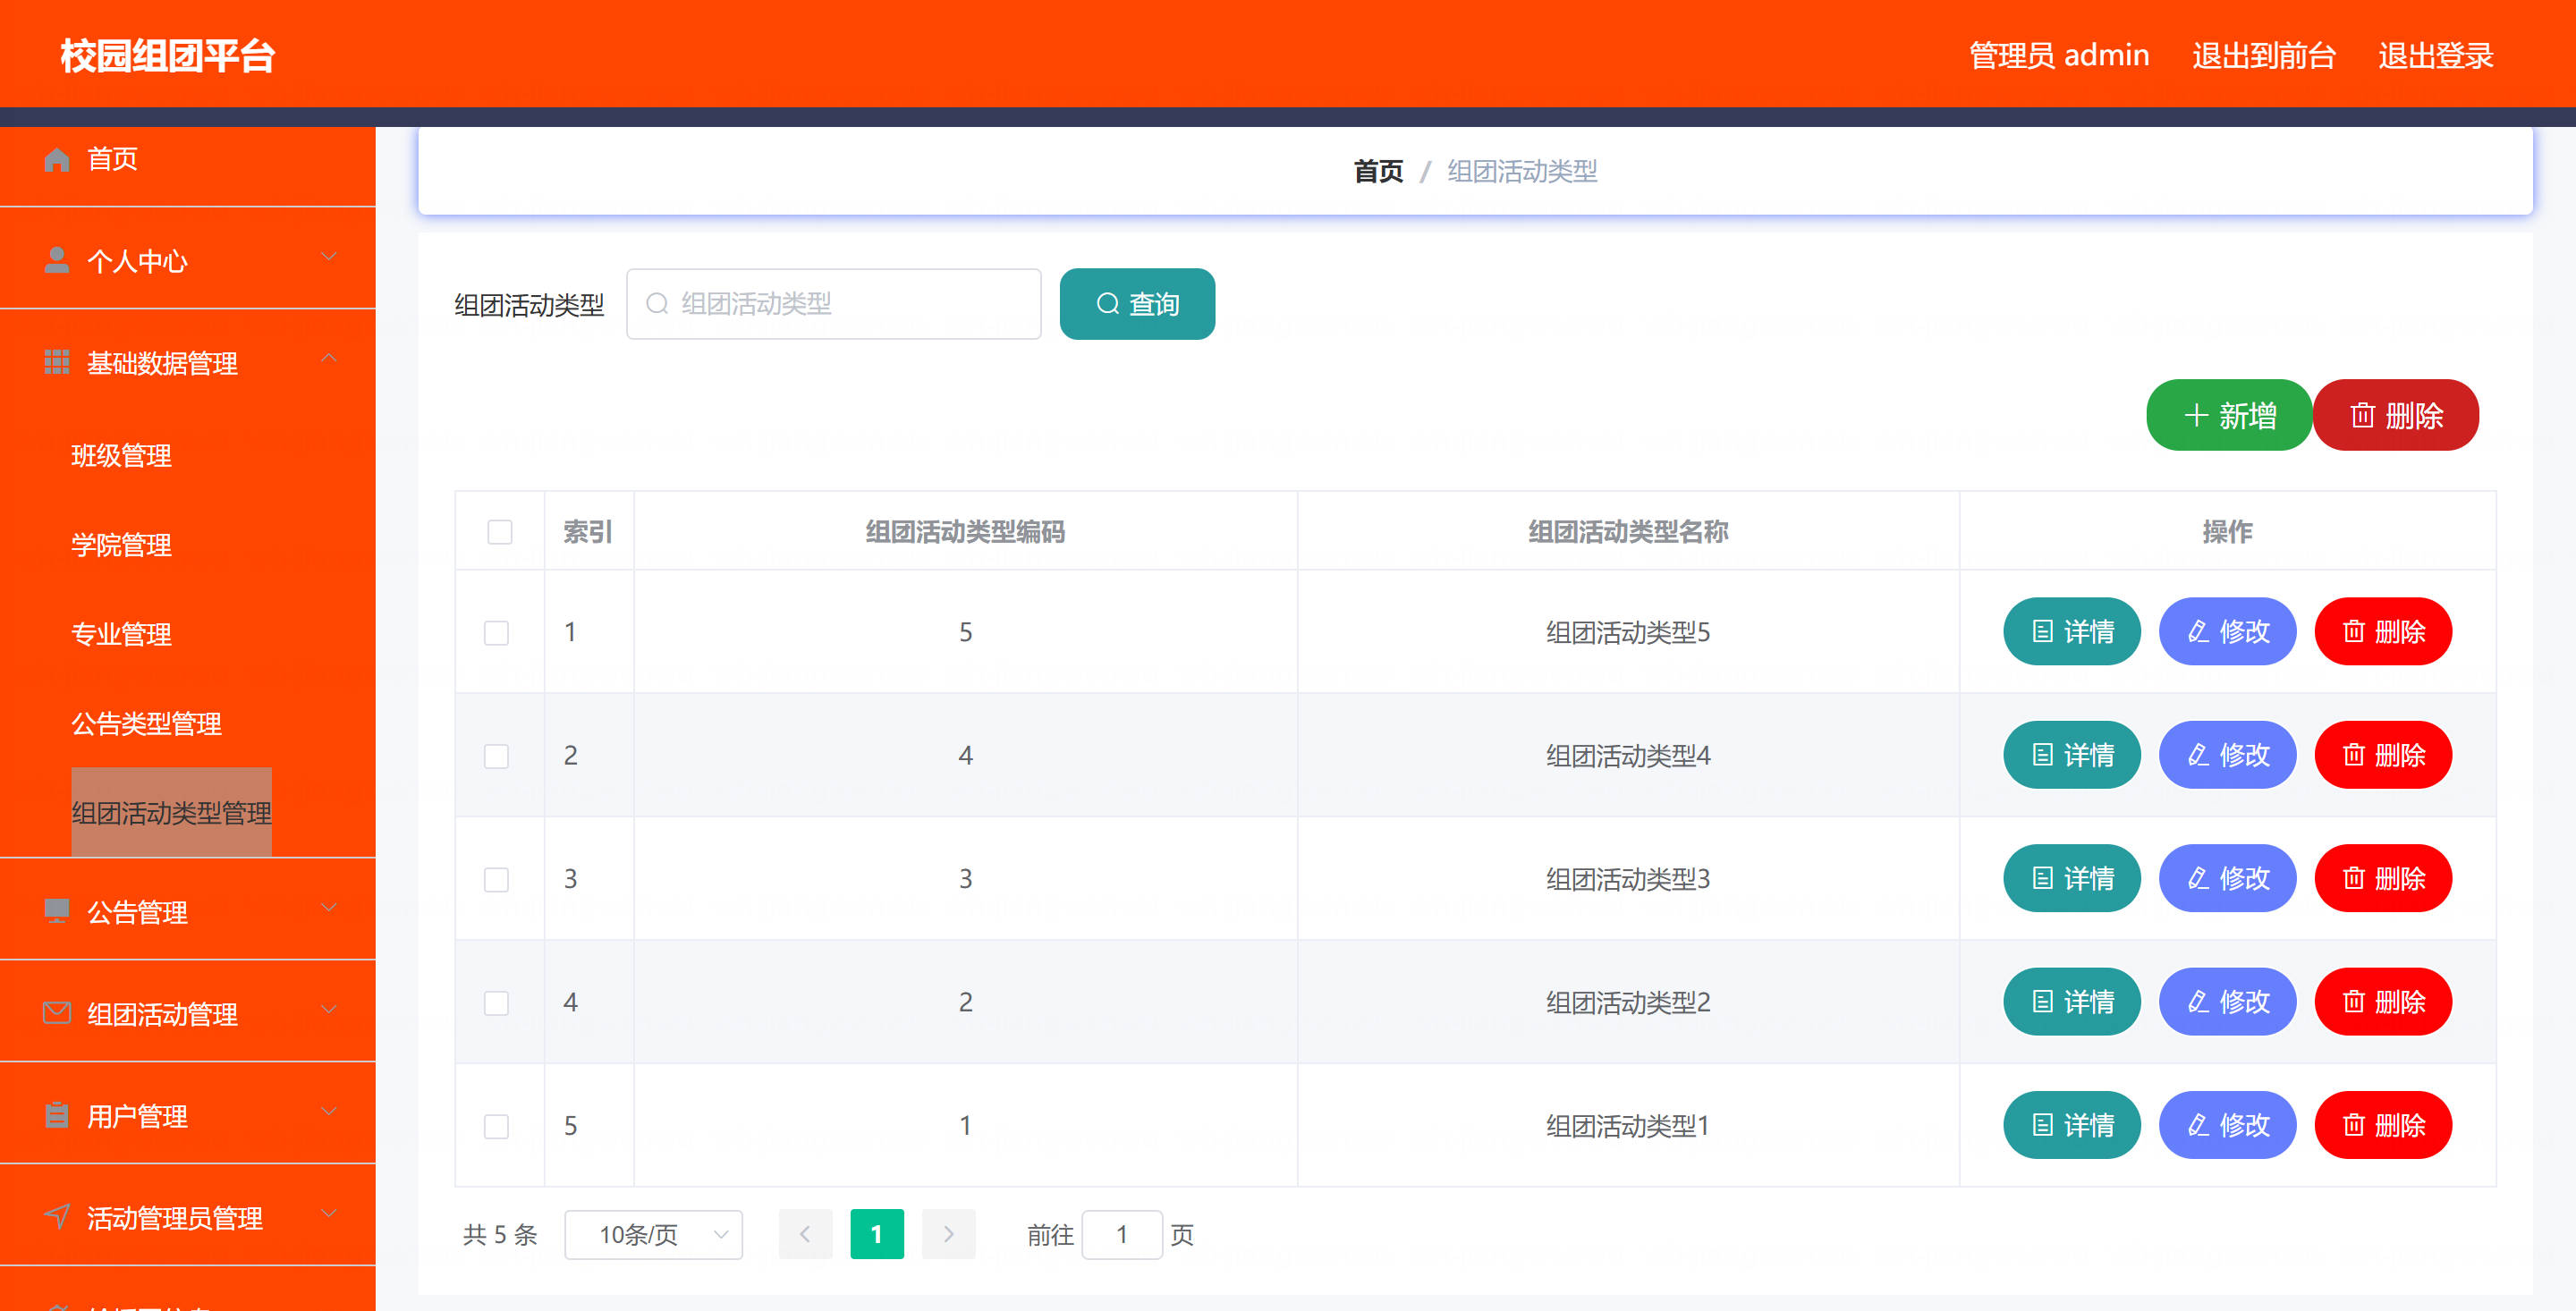 校园组团平台
管理员 admin 退出到前台 退出登录
首页
个人中心
基础数据管理
班级管理
学院管理
专业管理
公告类型管理
组团活动类型管理
公告管理
组团活动管理
用户管理
活动管理员管理
首页 / 组团活动类型
组团活动类型 组团活动类型 查询
新增 删除
索引 组团活动类型编码 组团活动类型名称 操作
1 5 组团活动类型5 详情 修改 删除
2 4 组团活动类型4 详情 修改 删除
3 3 组团活动类型3 详情 修改 删除
4 2 组团活动类型2 详情 修改 删除
5 1 组团活动类型1 详情 修改 删除
共 5 条 10条/页 1 前往 1 页